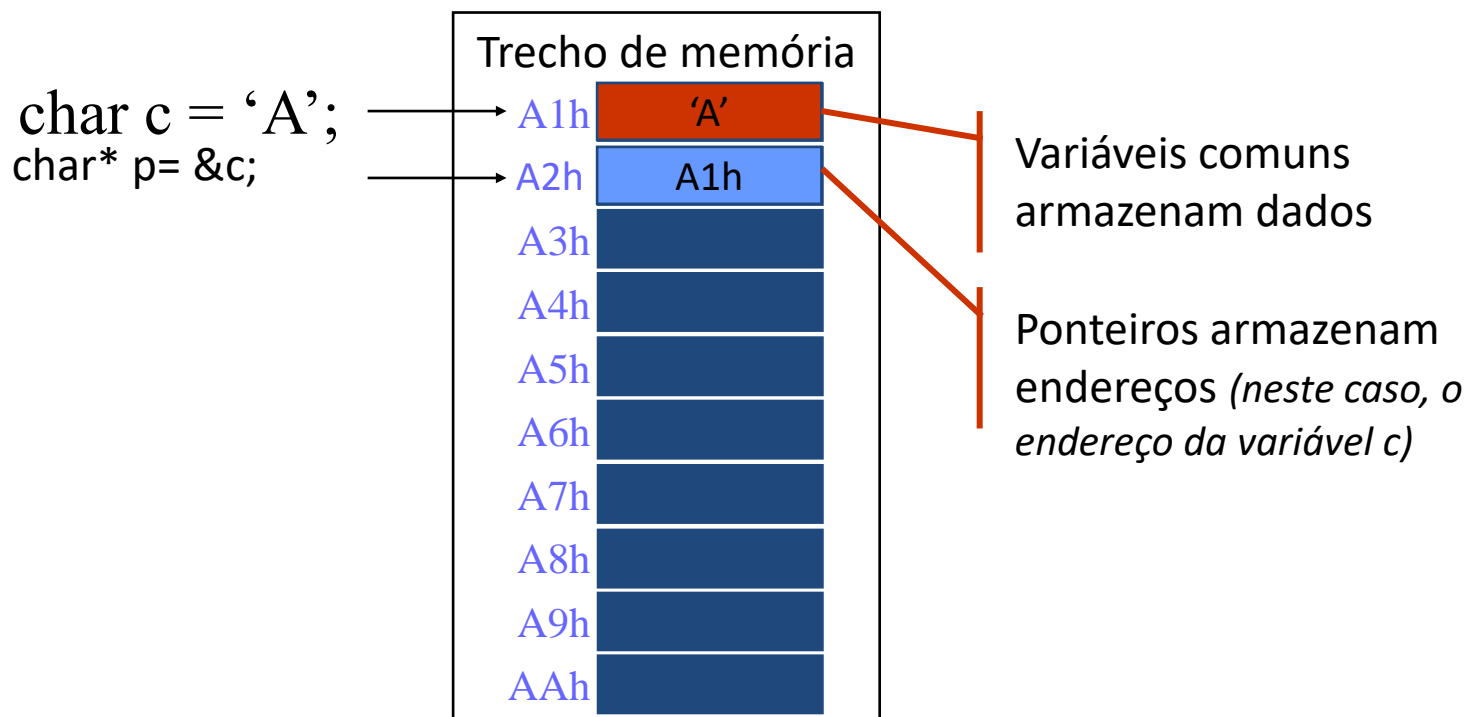 Trecho de memória
char c = ‘A’;
char* p= &c;
A1h ‘A’
A2h A1h
A3h
A4h
A5h
A6h
A7h
A8h
A9h
AAh
Variáveis comuns
armazenam dados
Ponteiros armazenam
endereços (neste caso, o
endereço da variável c)